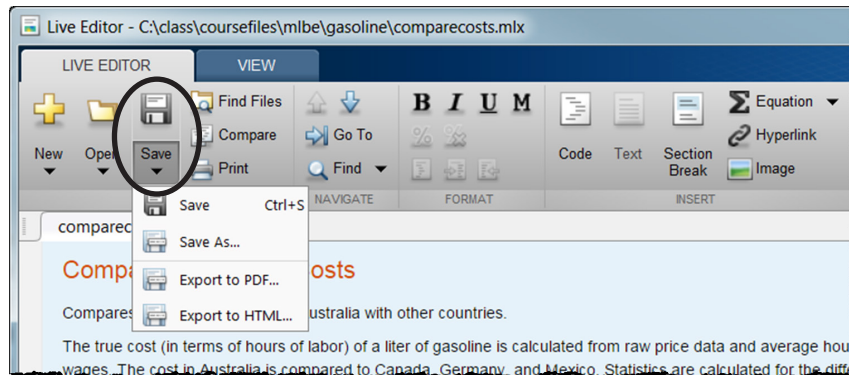 Live Editor - C:\class\coursefiles\mlbe\gasoline\comparecosts.mlx
LIVE EDITOR VIEW
Find Files
Compare
Print
New Open Save
Go To
Find
B I U M
Code Text Section Break
Equation
Hyperlink
Image
NAVIGATE FORMAT INSERT
Save Ctrl+S
Save As...
Export to PDF...
Export to HTML...
comparec
Compa osts
Compares ustralia with other countries.
The true cost (in terms of hours of labor) of a liter of gasoline is calculated from raw price data and average hou
wages. The cost in Australia is compared to Canada, Germany, and Mexico. Statistics are calculated for the diffe